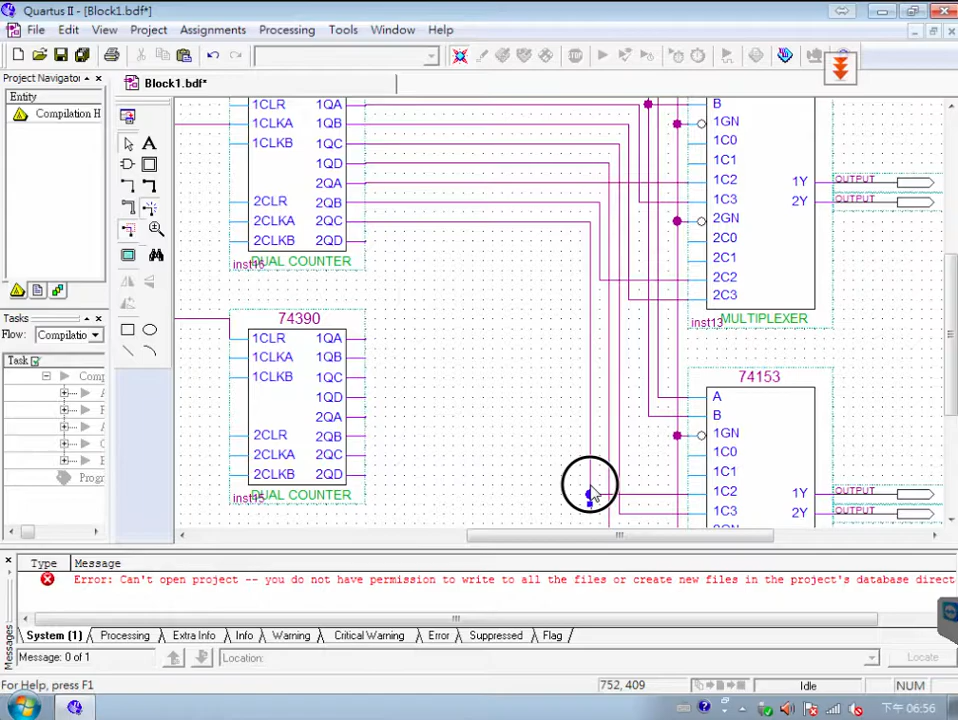 Quartus II - [Block1.bdf*]
File Edit View Project Assignments Processing Tools Window Help
Project Navigator
Block1.bdf*
Entity
Compilation H
1CLR 1QA
1CLKA 1QB
1CLKB 1QC
1QD
2QA
2CLR 2QB
2CLKA 2QC
2CLKB 2QD
inst16 DUAL COUNTER
B
1GN
1C0
1C1
1C2 1Y OUTPUT
1C3 2Y OUTPUT
2GN
2C0
2C1
2C2
2C3
inst13 MULTIPLEXER
Tasks
Flow: Compilatio
Task
Comp
A
F
A
C
E
Progr
74390
1CLR 1QA
1CLKA 1QB
1CLKB 1QC
1QD
2QA
2CLR 2QB
2CLKA 2QC
2CLKB 2QD
inst15 DUAL COUNTER
74153
A
B
1GN
1C0
1C1
1C2 1Y OUTPUT
1C3 2Y OUTPUT
2GN
Type Message
Error: Can't open project -- you do not have permission to write to all the files or create new files in the project's database direct
System (1) Processing Extra Info Info Warning Critical Warning Error Suppressed Flag
Messages
Message: 0 of 1 Location: Locate
For Help, press F1 752, 409 Idle NUM
下午 06:56